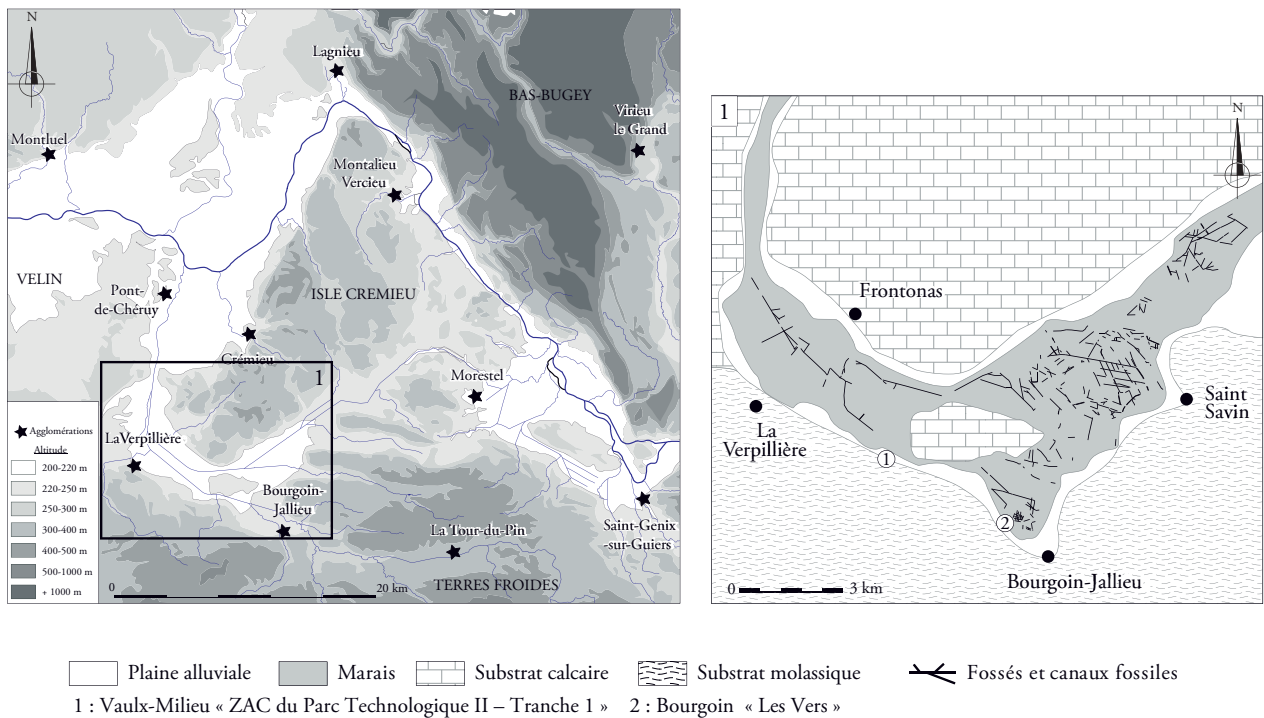 N
Lagnieu
BAS-BUGEY
Virieu
le Grand
Montluel
Montalieu
Vercieu
VELIN
Pont-
de-Chéruy
ISLE CREMIEU
Crémieu
1
Morestel
Agglomérations
Altitude
200-220 m
220-250 m
250-300 m
300-400 m
400-500 m
500-1000 m
+ 1000 m
LaVerpillière
Bourgoin-
Jallieu
La Tour-du-Pin
Saint-Genix
-sur-Guiers
TERRES FROIDES
0
20 km
1
N
Frontonas
La
Verpillière
Saint
Savin
1
2
Bourgoin-Jallieu
0
3 km
Plaine alluviale
Marais
Substrat calcaire
Substrat molassique
Fossés et canaux fossiles
1 : Vaulx-Milieu « ZAC du Parc Technologique II – Tranche 1 » 2 : Bourgoin « Les Vers »